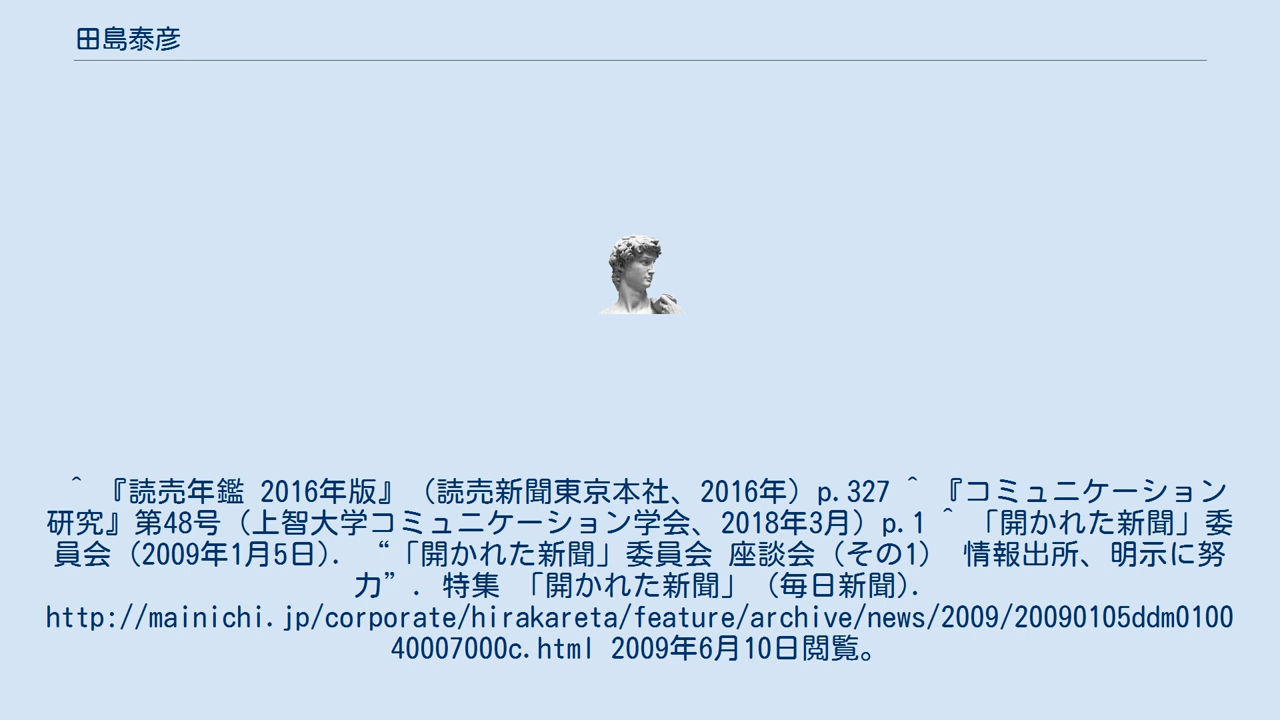 田島泰彦
^ 『読売年鑑 2016年版』（読売新聞東京本社、2016年）p.327 ^ 『コミュニケーション
研究』第48号（上智大学コミュニケーション学会、2018年3月）p.1 ^ 「開かれた新聞」委
員会（2009年1月5日）. “「開かれた新聞」委員会 座談会（その1） 情報出所、明示に努
力”. 特集 「開かれた新聞」（毎日新聞）.
http://mainichi.jp/corporate/hirakareta/feature/archive/news/2009/20090105ddm0100
40007000c.html 2009年6月10日閲覧。